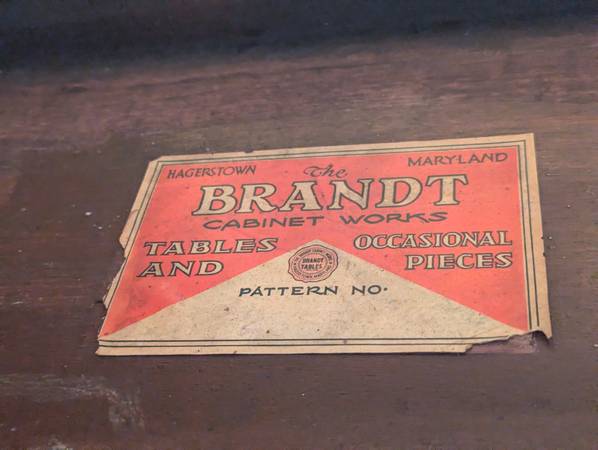 HAGERSTOWN The MARYLAND
BRANDT
CABINET WORKS
TABLES OCCASIONAL
AND PIECES
BRANDT
TABLES
PATTERN NO.